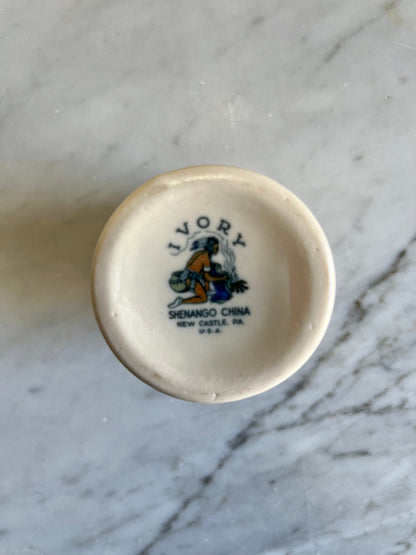 IVORY
SHENANGO CHINA
NEW CASTLE, PA.
U.S.A.